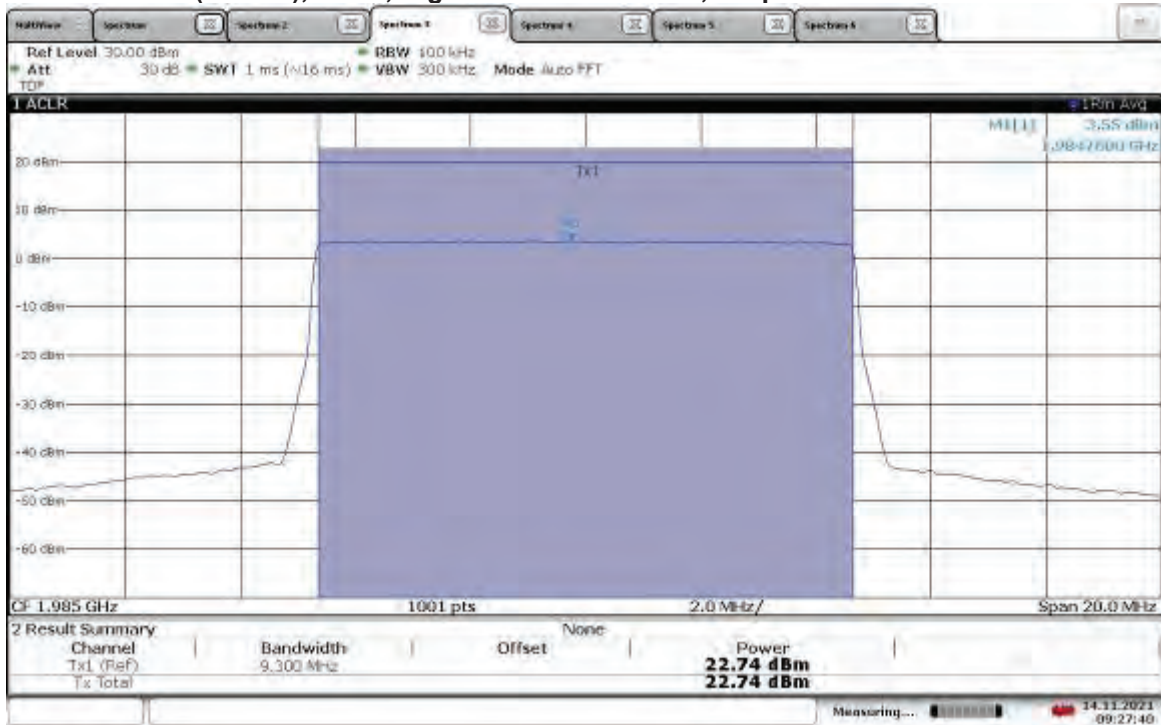 MultiView Spectrum Spectrum 2 Spectrum 3 Spectrum 4 Spectrum 5 Spectrum 6
Ref Level 30.00 dBm RBW 100 kHz
Att 30 dB SWT 1 ms (~16 ms) VBW 300 kHz Mode Auto FFT
TDF
1 ACLR 1Rm Avg
M1[1] 3.55 dBm
1.9847600 GHz
20 dBm
Tx1
10 dBm
0 dBm
-10 dBm
-20 dBm
-30 dBm
-40 dBm
-50 dBm
-60 dBm
CF 1.985 GHz 1001 pts 2.0 MHz/ Span 20.0 MHz
2 Result Summary None
Channel Bandwidth Offset Power
Tx1 (Ref) 9.300 MHz 22.74 dBm
Tx Total 22.74 dBm
Measuring... 14.11.2021
09:27:40